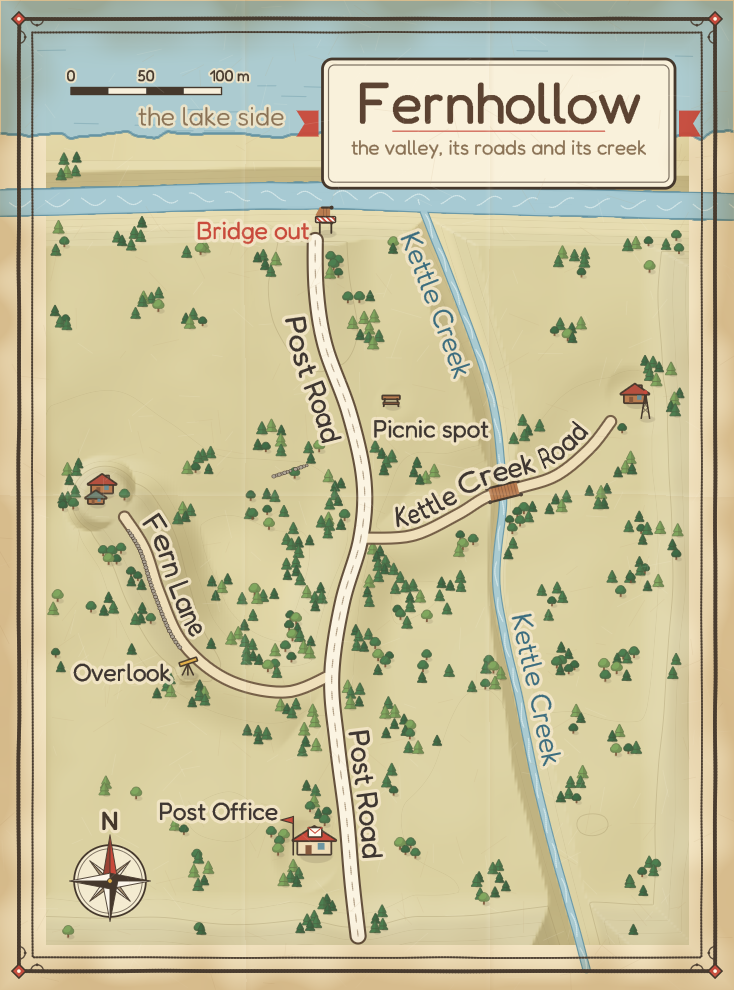 0 50 100 m
the lake side
Fernhollow
the valley, its roads and its creek
Bridge out
Kettle Creek
Post Road
Picnic spot
Kettle Creek Road
Fern Lane
Kettle Creek
Overlook
Post Road
Post Office
N